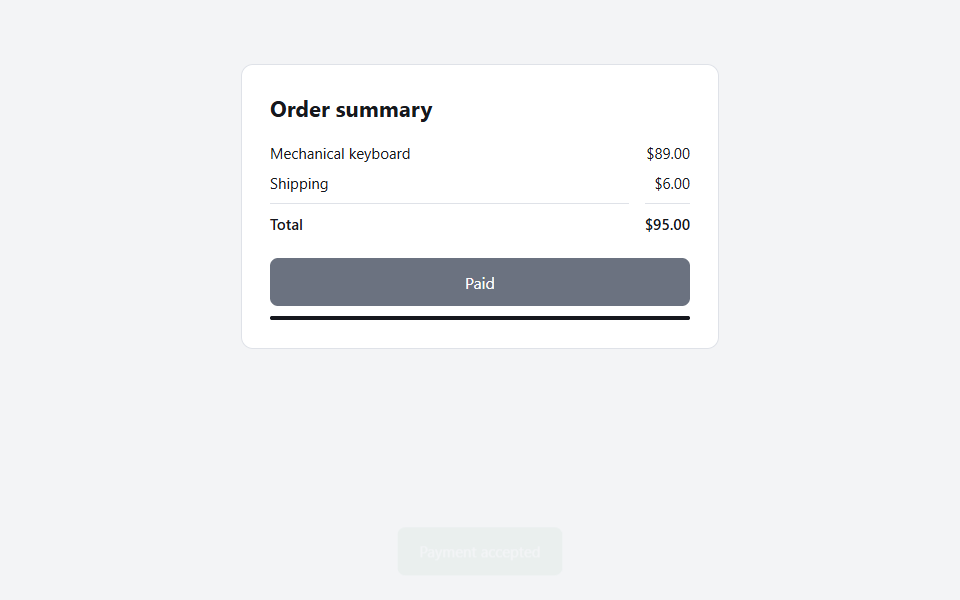 Order summary
Mechanical keyboard $89.00
Shipping $6.00
Total $95.00
Paid
Payment accepted